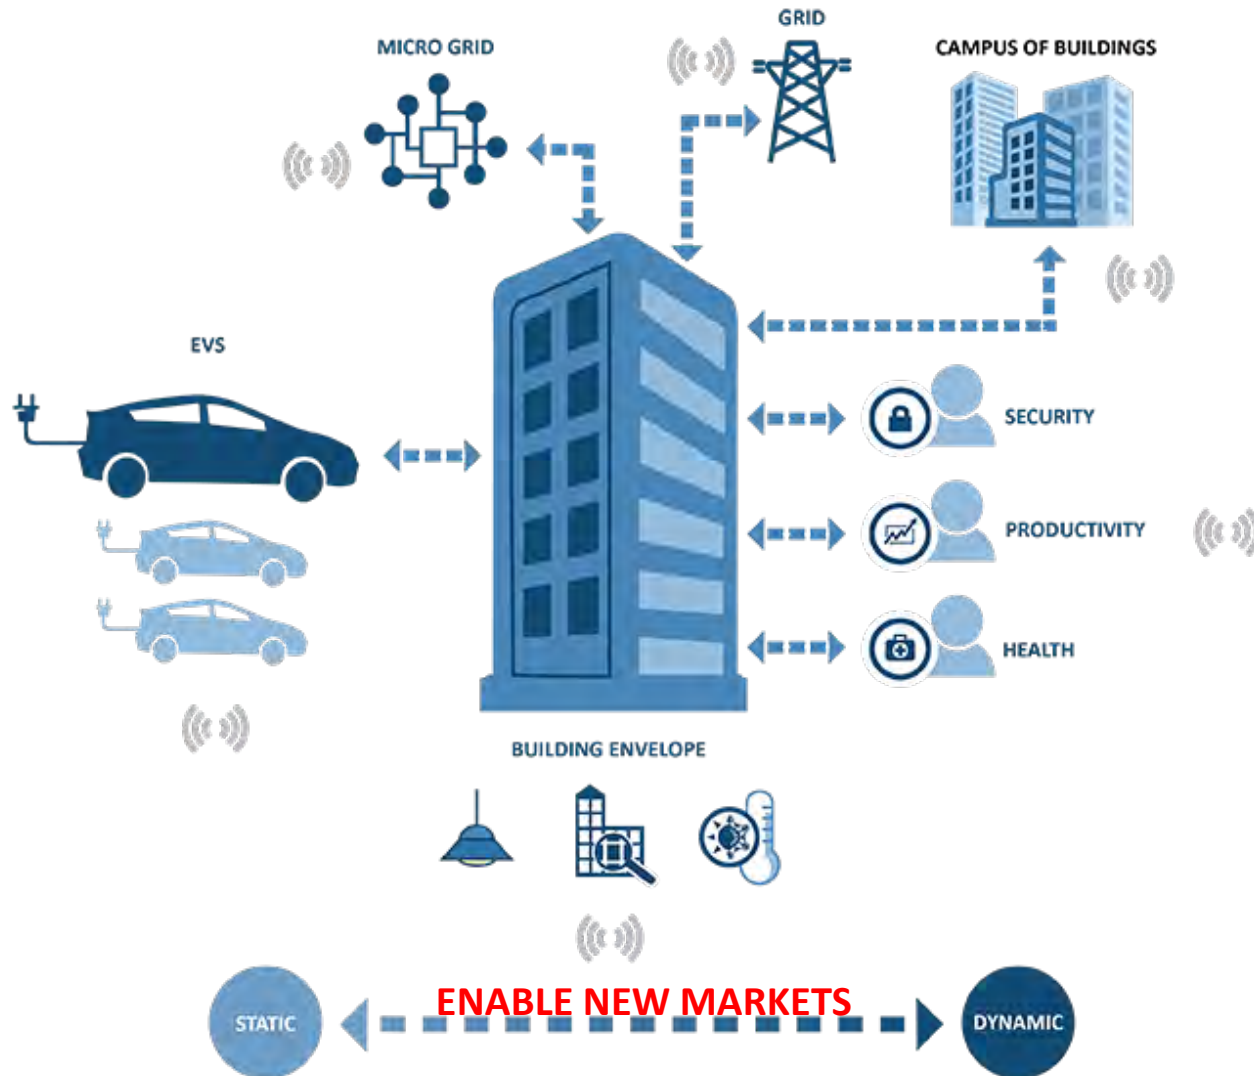 GRID
MICRO GRID
CAMPUS OF BUILDINGS
EVS
SECURITY
PRODUCTIVITY
HEALTH
BUILDING ENVELOPE
ENABLE NEW MARKETS
STATIC
DYNAMIC